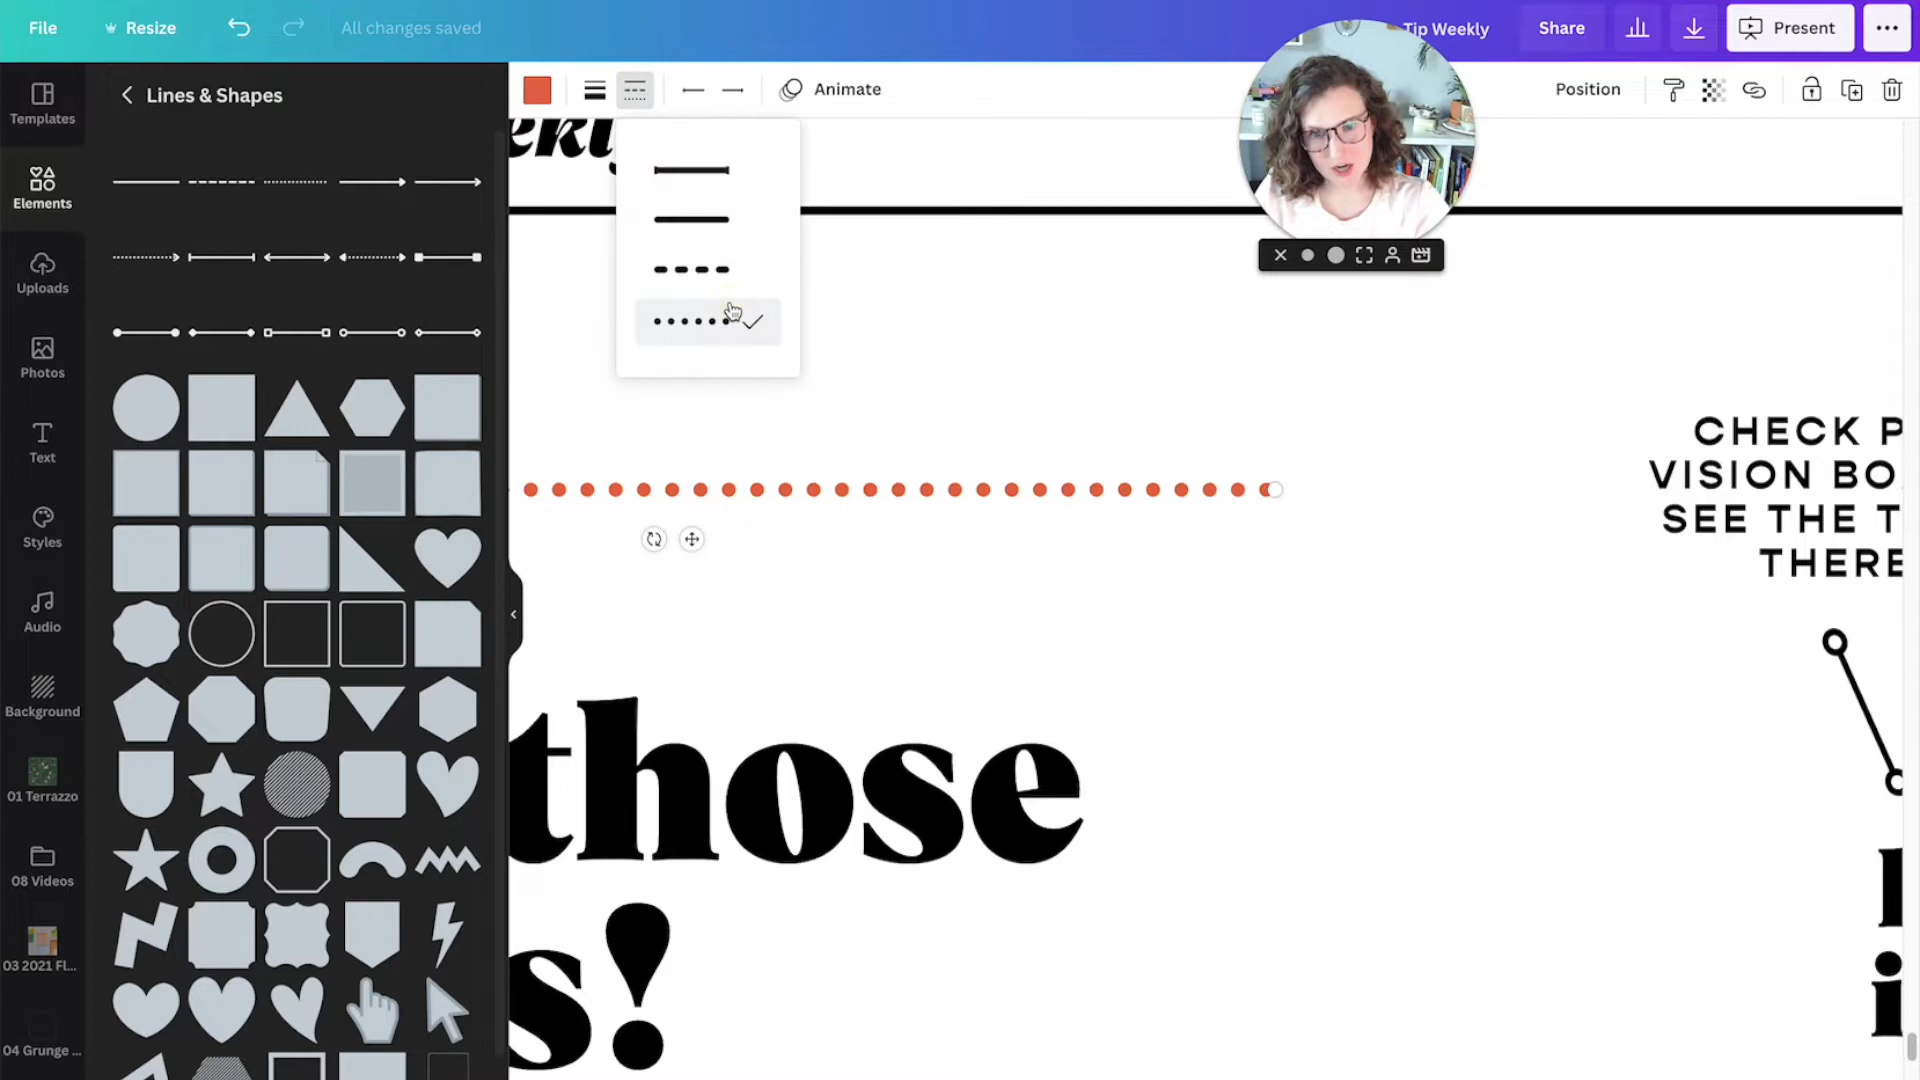 File
Resize
All changes saved
Tip Weekly
Share
Present
Templates
Elements
Uploads
Photos
Text
Styles
Audio
Background
01 Terrazzo
08 Videos
03 2021 Fl...
04 Grunge ...
Lines & Shapes
Animate
Position
ekly
CHECK P
VISION BO
SEE THE T
THERE
those
s!
l
i